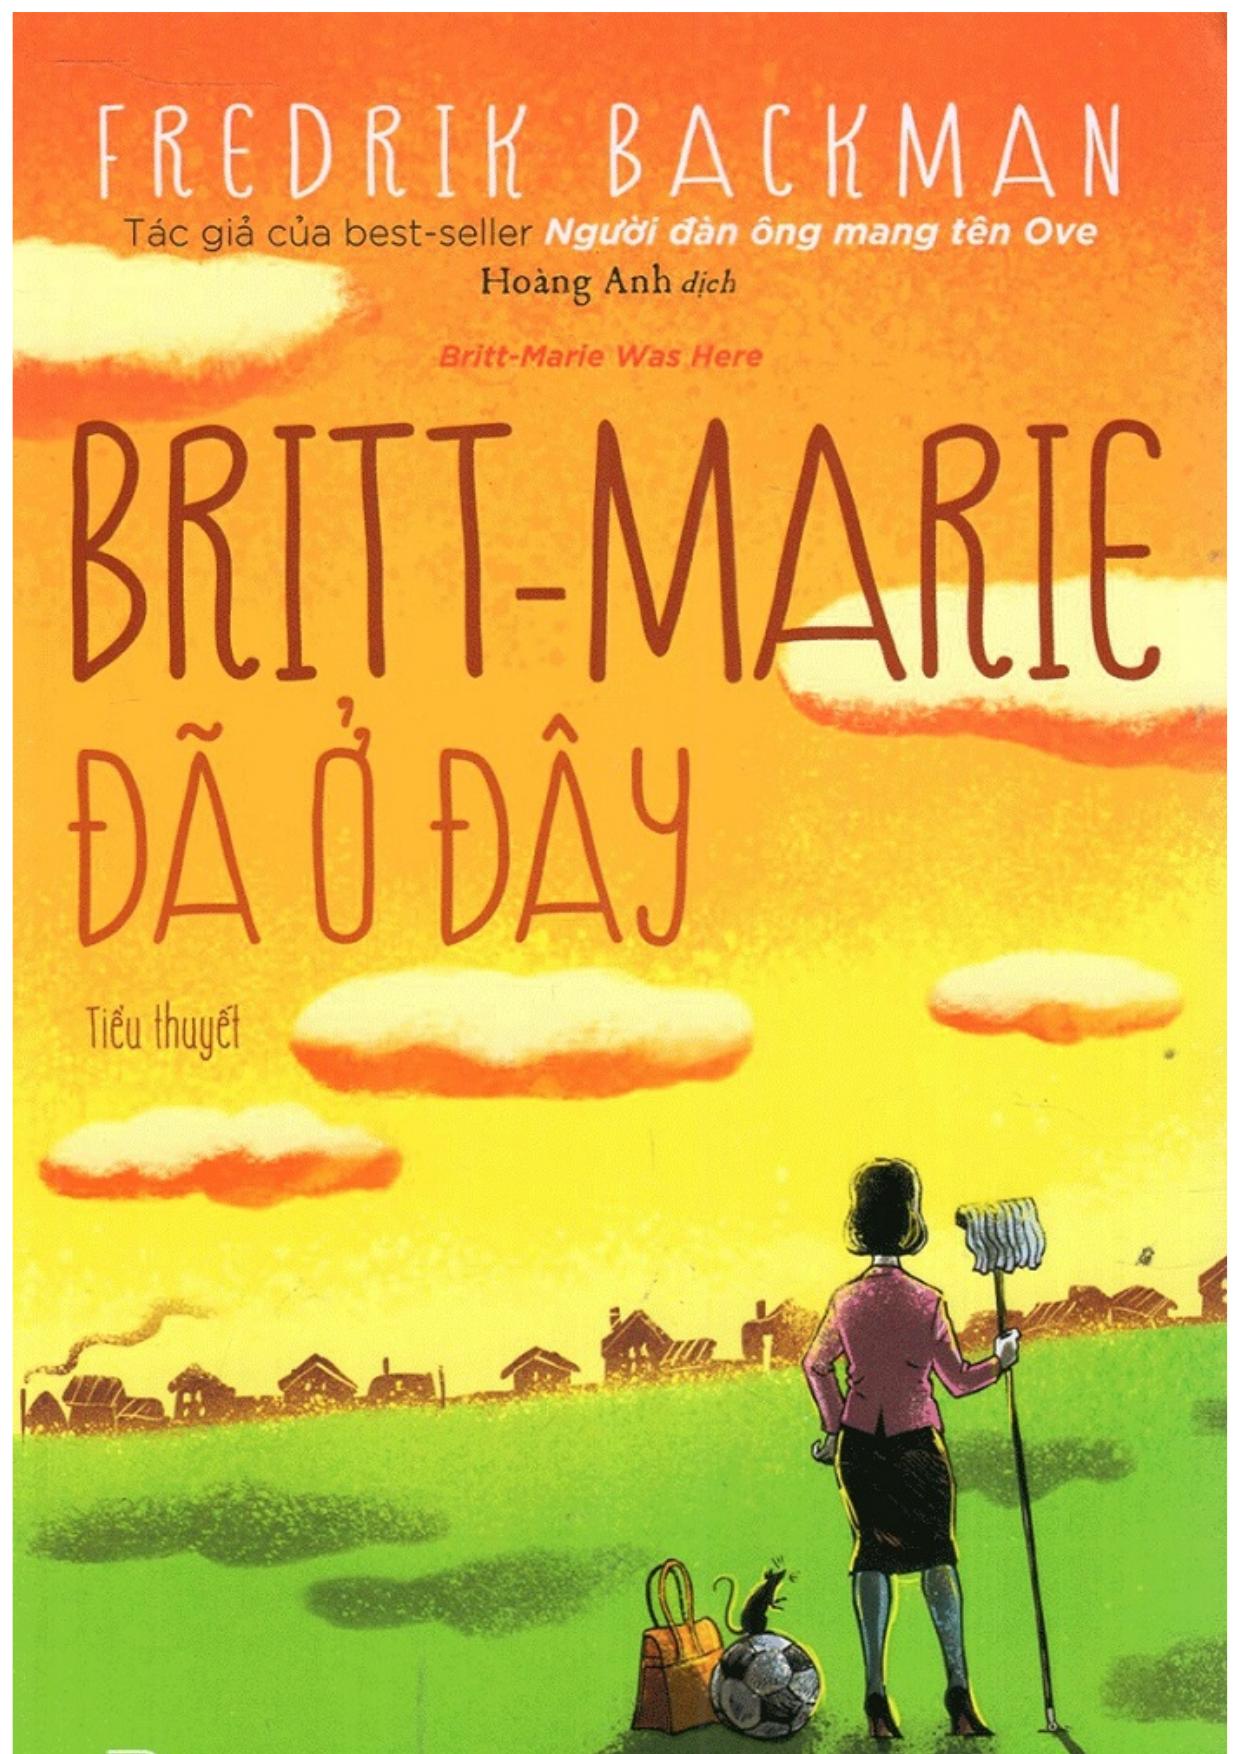 FREDRIK BACKMAN
Tác giả của best-seller Người đàn ông mang tên Ove
Hoàng Anh dịch
Britt-Marie Was Here
BRITT-MARIE
ĐÃ Ở ĐÂY
Tiểu thuyết